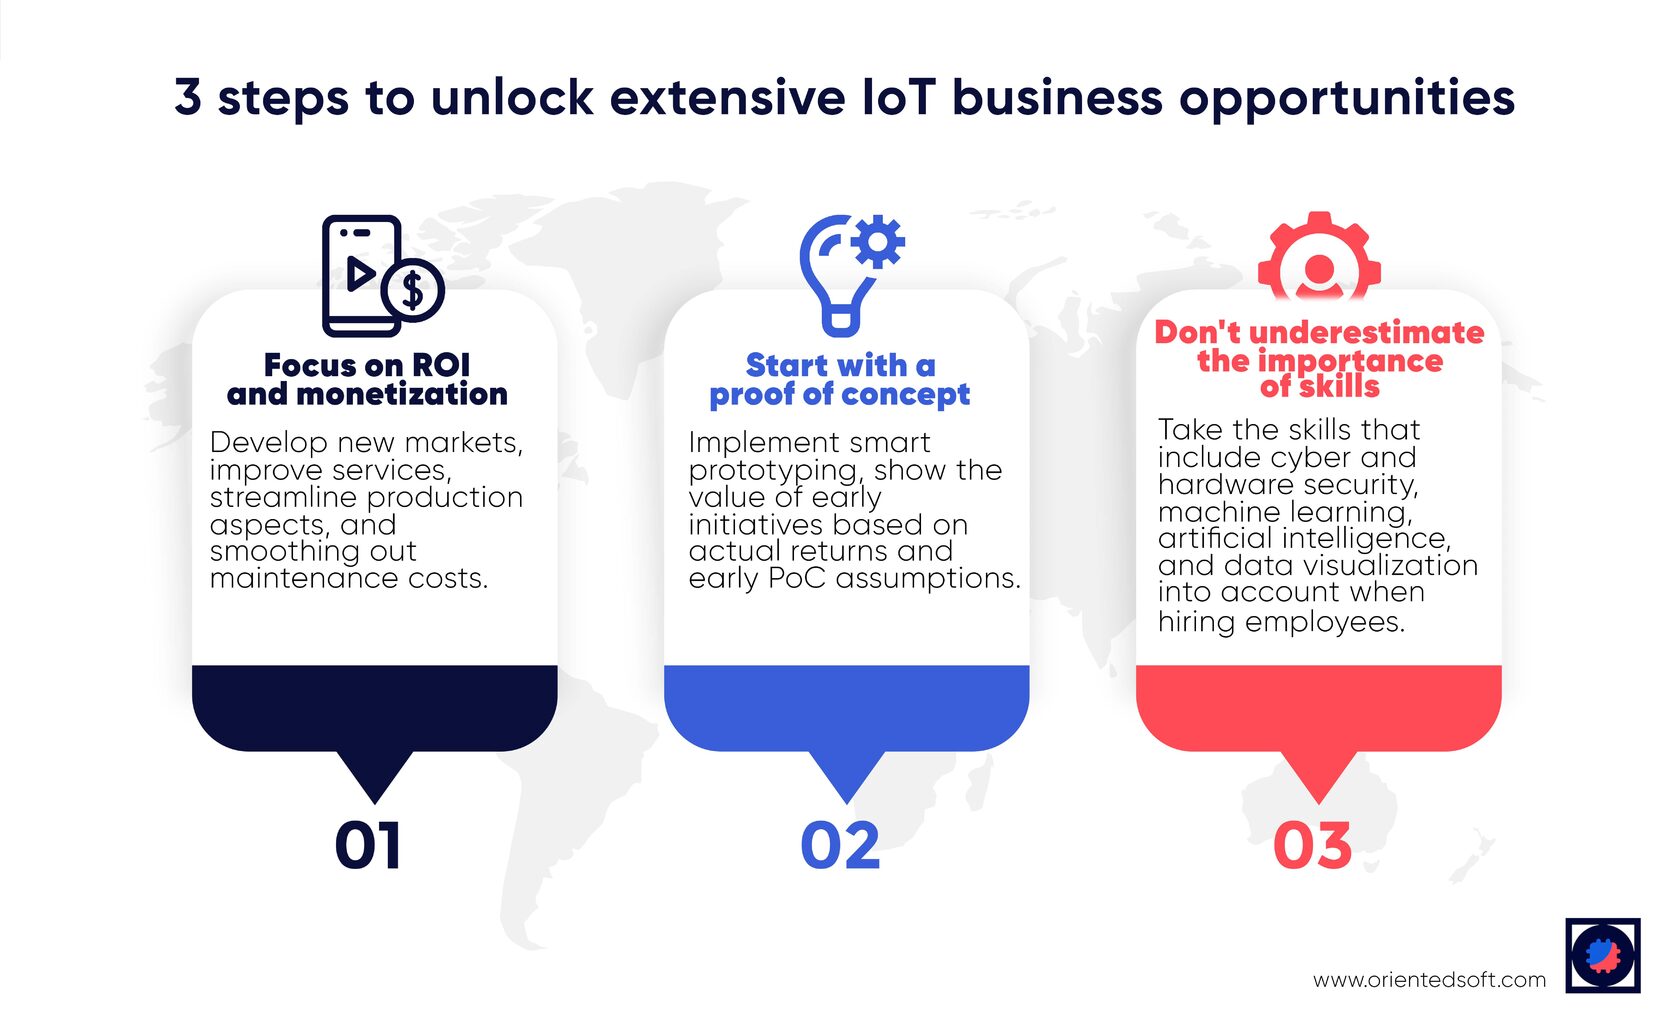 3 steps to unlock extensive IoT business opportunities
$
Focus on ROI
and monetization
Develop new markets,
improve services,
streamline production
aspects, and
smoothing out
maintenance costs.
01
Start with a
proof of concept
Implement smart
prototyping, show the
value of early
initiatives based on
actual returns and
early PoC assumptions.
02
Don't underestimate
the importance
of skills
Take the skills that
include cyber and
hardware security,
machine learning,
artificial intelligence,
and data visualization
into account when
hiring employees.
03
www.orientedsoft.com